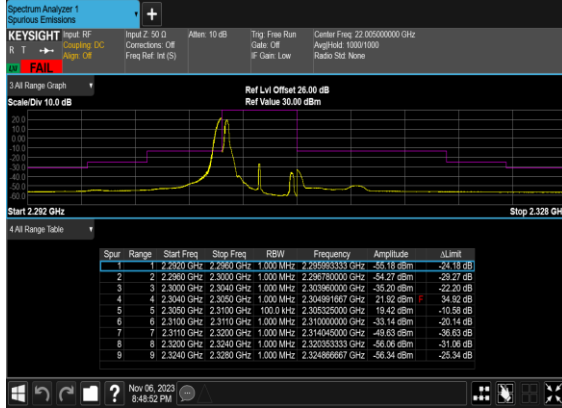 Spectrum Analyzer 1
Spurious Emissions
+
KEYSIGHT
R T
LXI
FAIL
Input: RF
Coupling: DC
Align: Off
Input Z: 50 Ω
Corrections: Off
Freq Ref: Int (S)
Atten: 10 dB
Trig: Free Run
Gate: Off
IF Gain: Low
Center Freq: 22.005000000 GHz
Avg|Hold: 1000/1000
Radio Std: None
3 All Range Graph
Scale/Div 10.0 dB
Ref Lvl Offset 26.00 dB
Ref Value 30.00 dBm
20.0
10.0
0.00
-10.0
-20.0
-30.0
-40.0
-50.0
-60.0
Start 2.292 GHz
Stop 2.328 GH
4 All Range Table
Spur Range Start Freq Stop Freq RBW Frequency Amplitude ΔLimit
1 1 2.2920 GHz 2.2960 GHz 1.000 MHz 2.295993333 GHz -55.18 dBm -24.18 dB
2 2 2.2960 GHz 2.3000 GHz 1.000 MHz 2.296780000 GHz -54.27 dBm -29.27 dB
3 3 2.3000 GHz 2.3040 GHz 1.000 MHz 2.303960000 GHz -35.20 dBm -22.20 dB
4 4 2.3040 GHz 2.3050 GHz 1.000 MHz 2.304991667 GHz 21.92 dBm F 34.92 dB
5 5 2.3050 GHz 2.3100 GHz 100.0 kHz 2.305325000 GHz 19.42 dBm -10.58 dB
6 6 2.3100 GHz 2.3110 GHz 1.000 MHz 2.310000000 GHz -33.14 dBm -20.14 dB
7 7 2.3110 GHz 2.3200 GHz 1.000 MHz 2.314045000 GHz -49.63 dBm -36.63 dB
8 8 2.3200 GHz 2.3240 GHz 1.000 MHz 2.320353333 GHz -56.06 dBm -31.06 dB
9 9 2.3240 GHz 2.3280 GHz 1.000 MHz 2.324866667 GHz -56.34 dBm -25.34 dB
?
Nov 06, 2023
8:48:52 PM